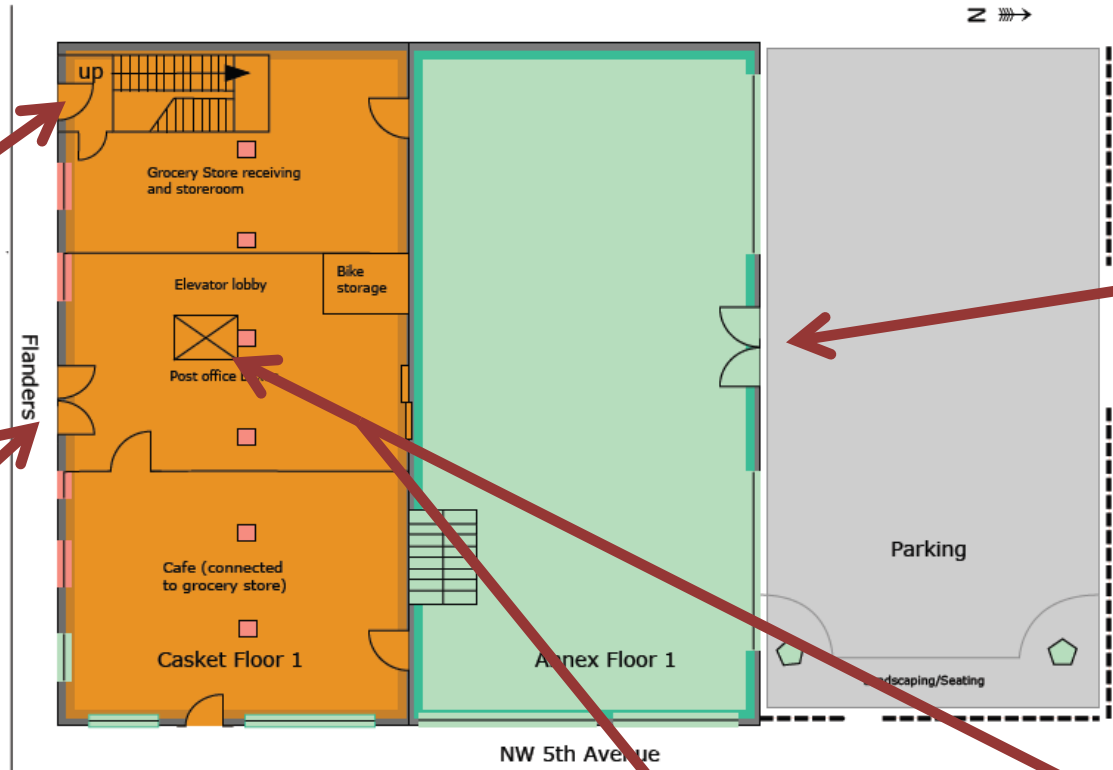 N
up
Grocery Store receiving
and storeroom
Elevator lobby
Bike
storage
Post office
Flanders
Cafe (connected
to grocery store)
Parking
Casket Floor 1
Annex Floor 1
Landscaping/Seating
NW 5th Avenue